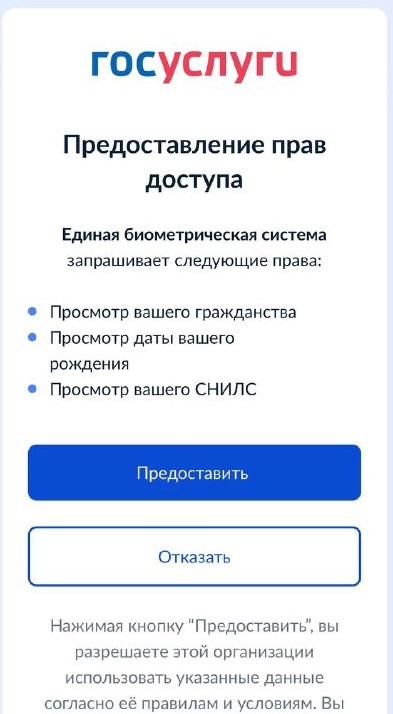 госуслуги
Предоставление прав
доступа
Единая биометрическая система
запрашивает следующие права:
Просмотр вашего гражданства
Просмотр даты вашего
рождения
Просмотр вашего СНИЛС
Предоставить
Отказать
Нажимая кнопку “Предоставить”, вы
разрешаете этой организации
использовать указанные данные
согласно её правилам и условиям. Вы